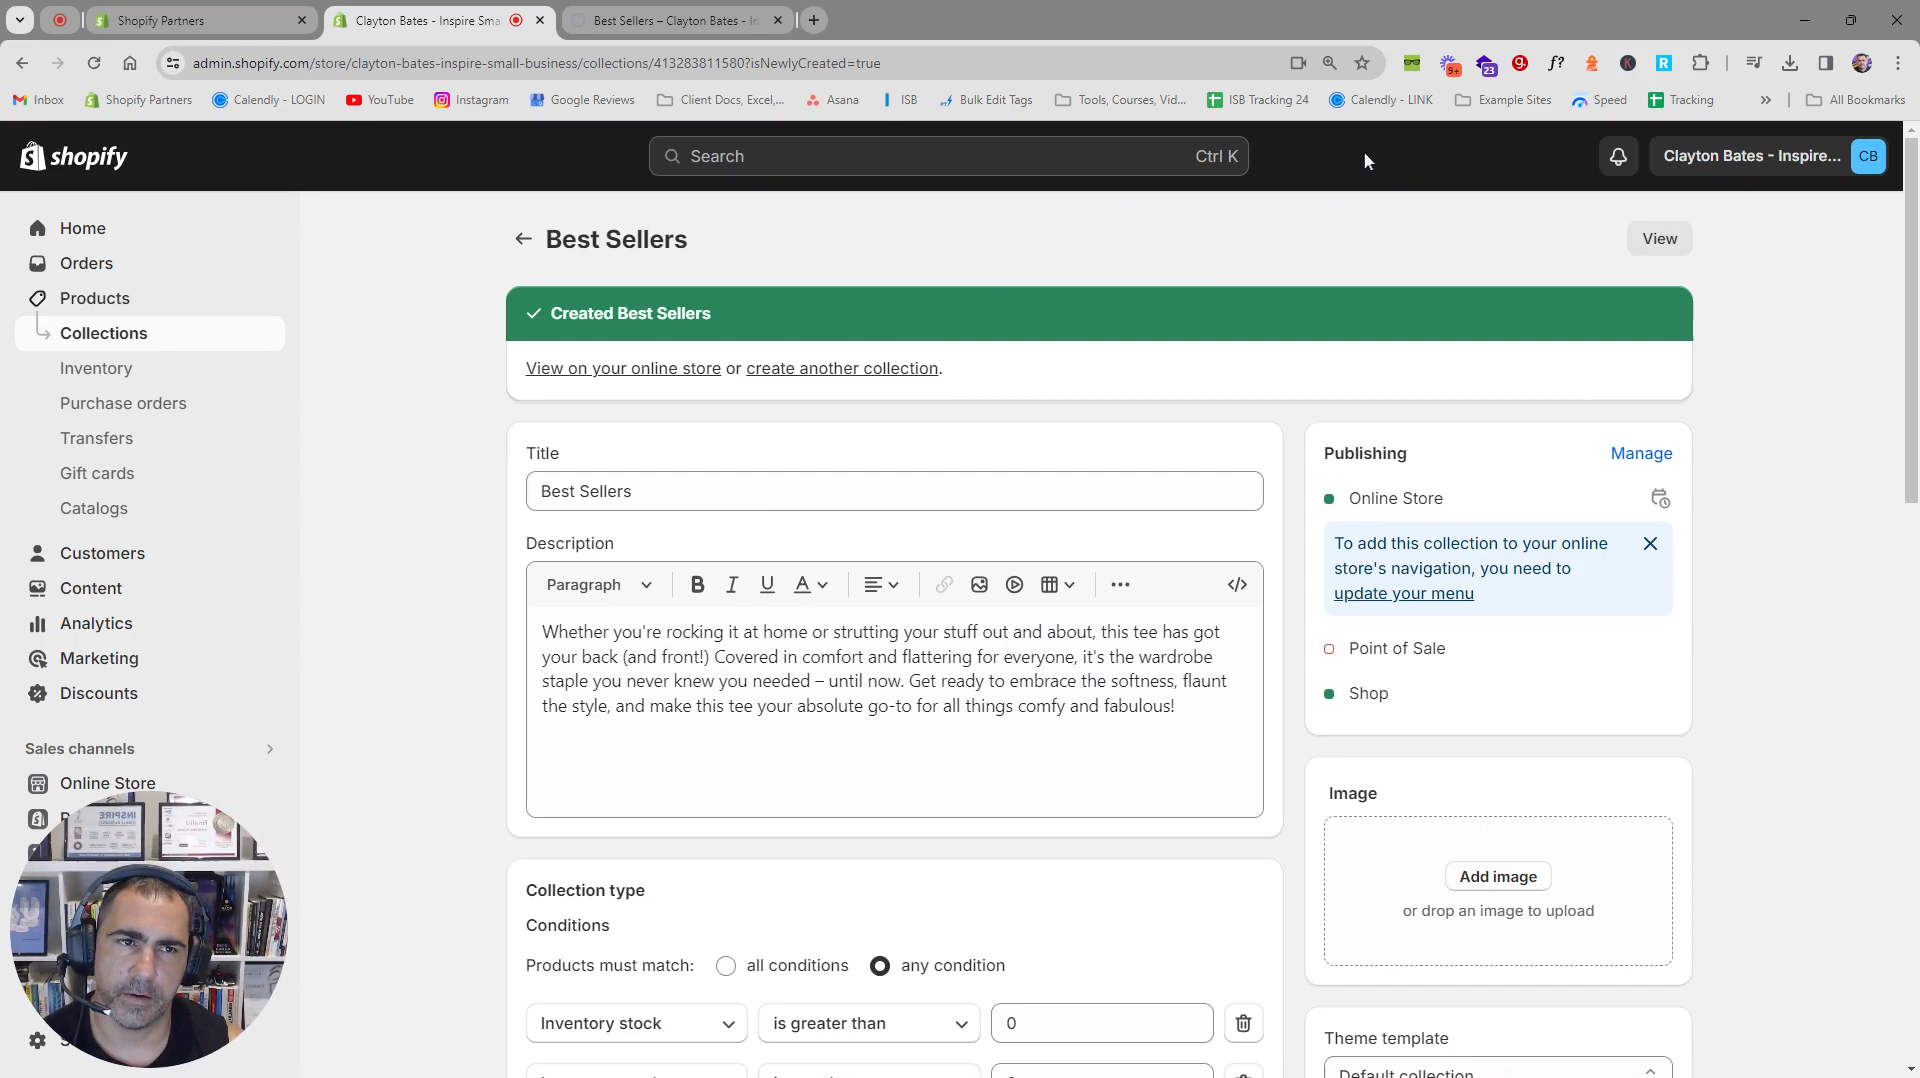 Shopify Partners
Clayton Bates - Inspire Sma
Best Sellers – Clayton Bates - In
admin.shopify.com/store/clayton-bates-inspire-small-business/collections/413283811580?isNewlyCreated=true
9+
23
Inbox
Shopify Partners
Calendly - LOGIN
YouTube
Instagram
Google Reviews
Client Docs, Excel,...
Asana
ISB
Bulk Edit Tags
Tools, Courses, Vid...
ISB Tracking 24
Calendly - LINK
Example Sites
Speed
Tracking
All Bookmarks
shopify
Search
Ctrl K
Clayton Bates - Inspire...
CB
Home
Orders
Products
Collections
Inventory
Purchase orders
Transfers
Gift cards
Catalogs
Customers
Content
Analytics
Marketing
Discounts
Sales channels
Online Store
Best Sellers
View
Created Best Sellers
View on your online store or create another collection.
Title
Best Sellers
Description
Paragraph
Whether you're rocking it at home or strutting your stuff out and about, this tee has got
your back (and front!) Covered in comfort and flattering for everyone, it's the wardrobe
staple you never knew you needed – until now. Get ready to embrace the softness, flaunt
the style, and make this tee your absolute go-to for all things comfy and fabulous!
Collection type
Conditions
Products must match:
all conditions
any condition
Inventory stock
is greater than
0
Publishing
Manage
Online Store
To add this collection to your online
store's navigation, you need to
update your menu
Point of Sale
Shop
Image
Add image
or drop an image to upload
Theme template
Default collection